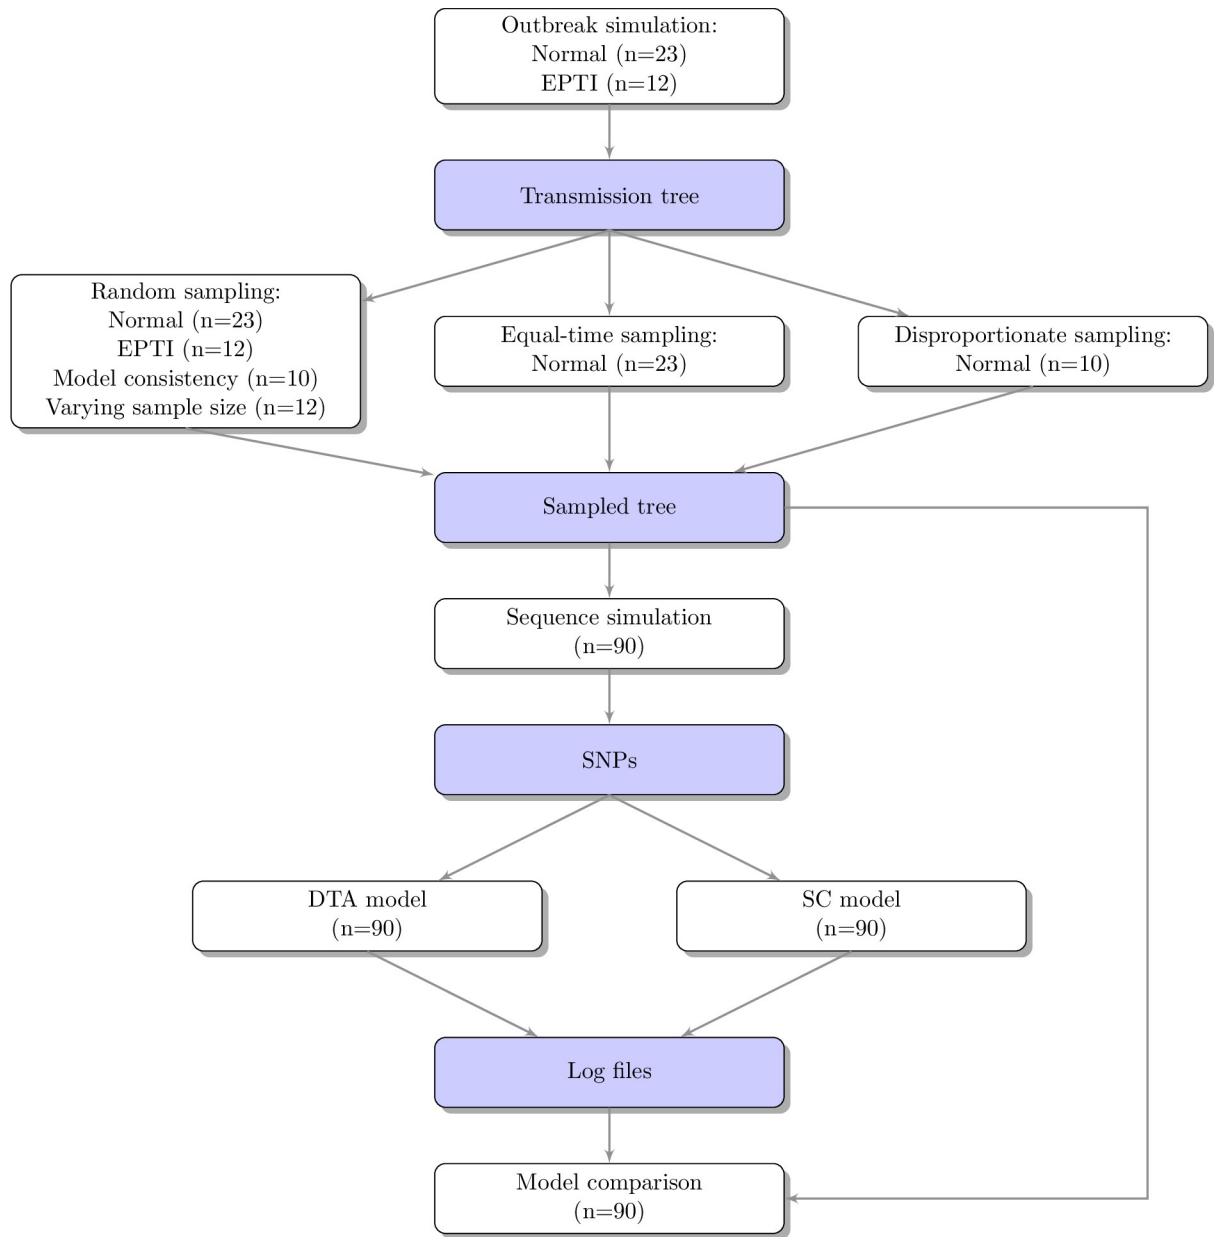 Outbreak simulation:
Normal (n=23)
EPTI (n=12)
Transmission tree
Random sampling:
Normal (n=23)
EPTI (n=12)
Model consistency (n=10)
Varying sample size (n=12)
Equal-time sampling:
Normal (n=23)
Disproportionate sampling:
Normal (n=10)
Sampled tree
Sequence simulation
(n=90)
SNPs
DTA model
(n=90)
SC model
(n=90)
Log files
Model comparison
(n=90)